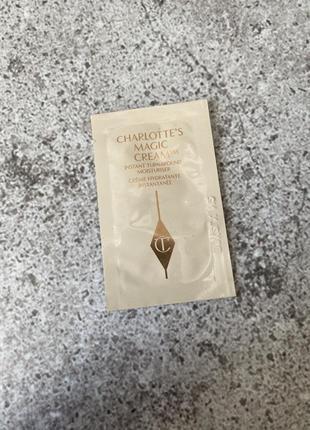 CHARLOTTE'S
MAGIC
CREAM
INSTANT TURNAROUND
MOISTURISER
CRÈME HYDRATANTE
INSTANTANÉE
CT